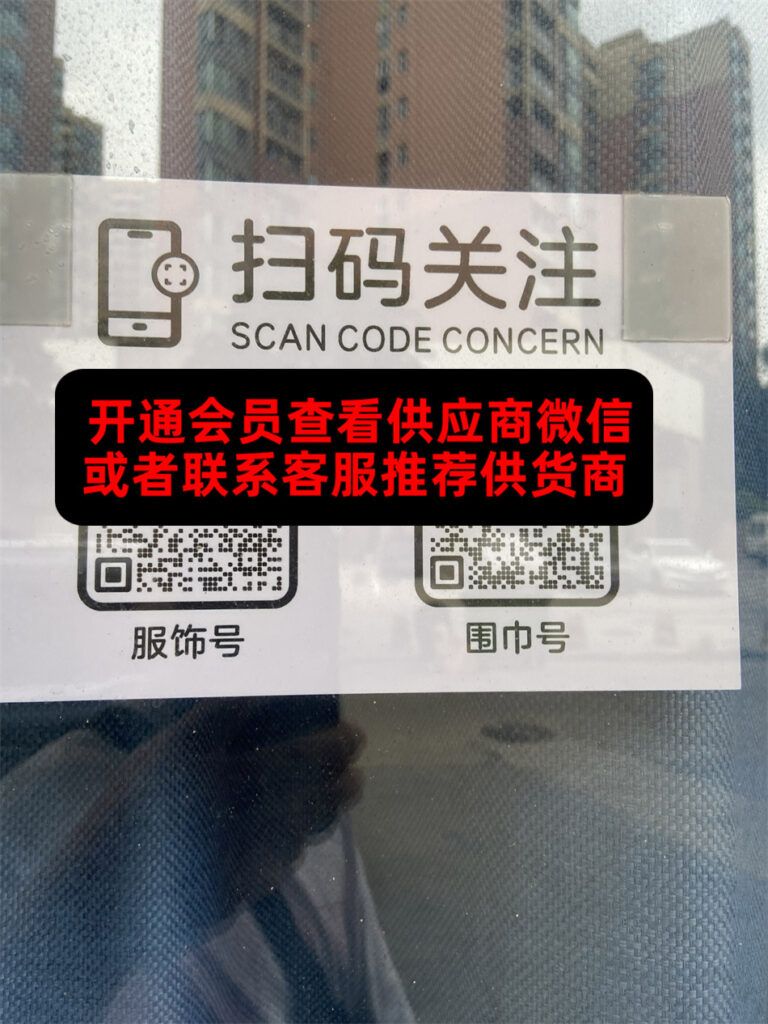 扫码关注
SCAN CODE CONCERN
开通会员查看供应商微信
或者联系客服推荐供货商
服饰号
围巾号